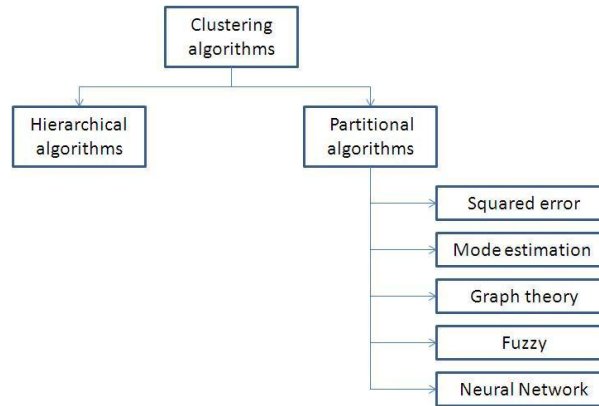 Clustering
algorithms
Hierarchical
algorithms
Partitional
algorithms
Squared error
Mode estimation
Graph theory
Fuzzy
Neural Network